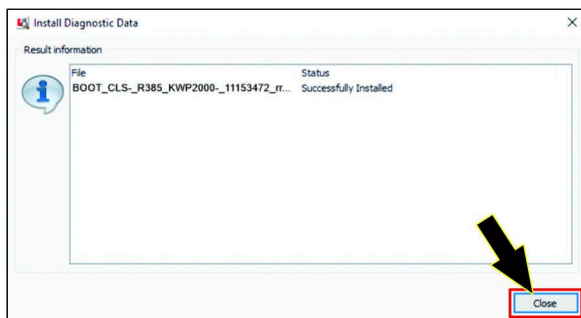 Install Diagnostic Data
Result information
File Status
BOOT_CLS-_R385_KWP2000-_11153472_rr... Successfully Installed
Close